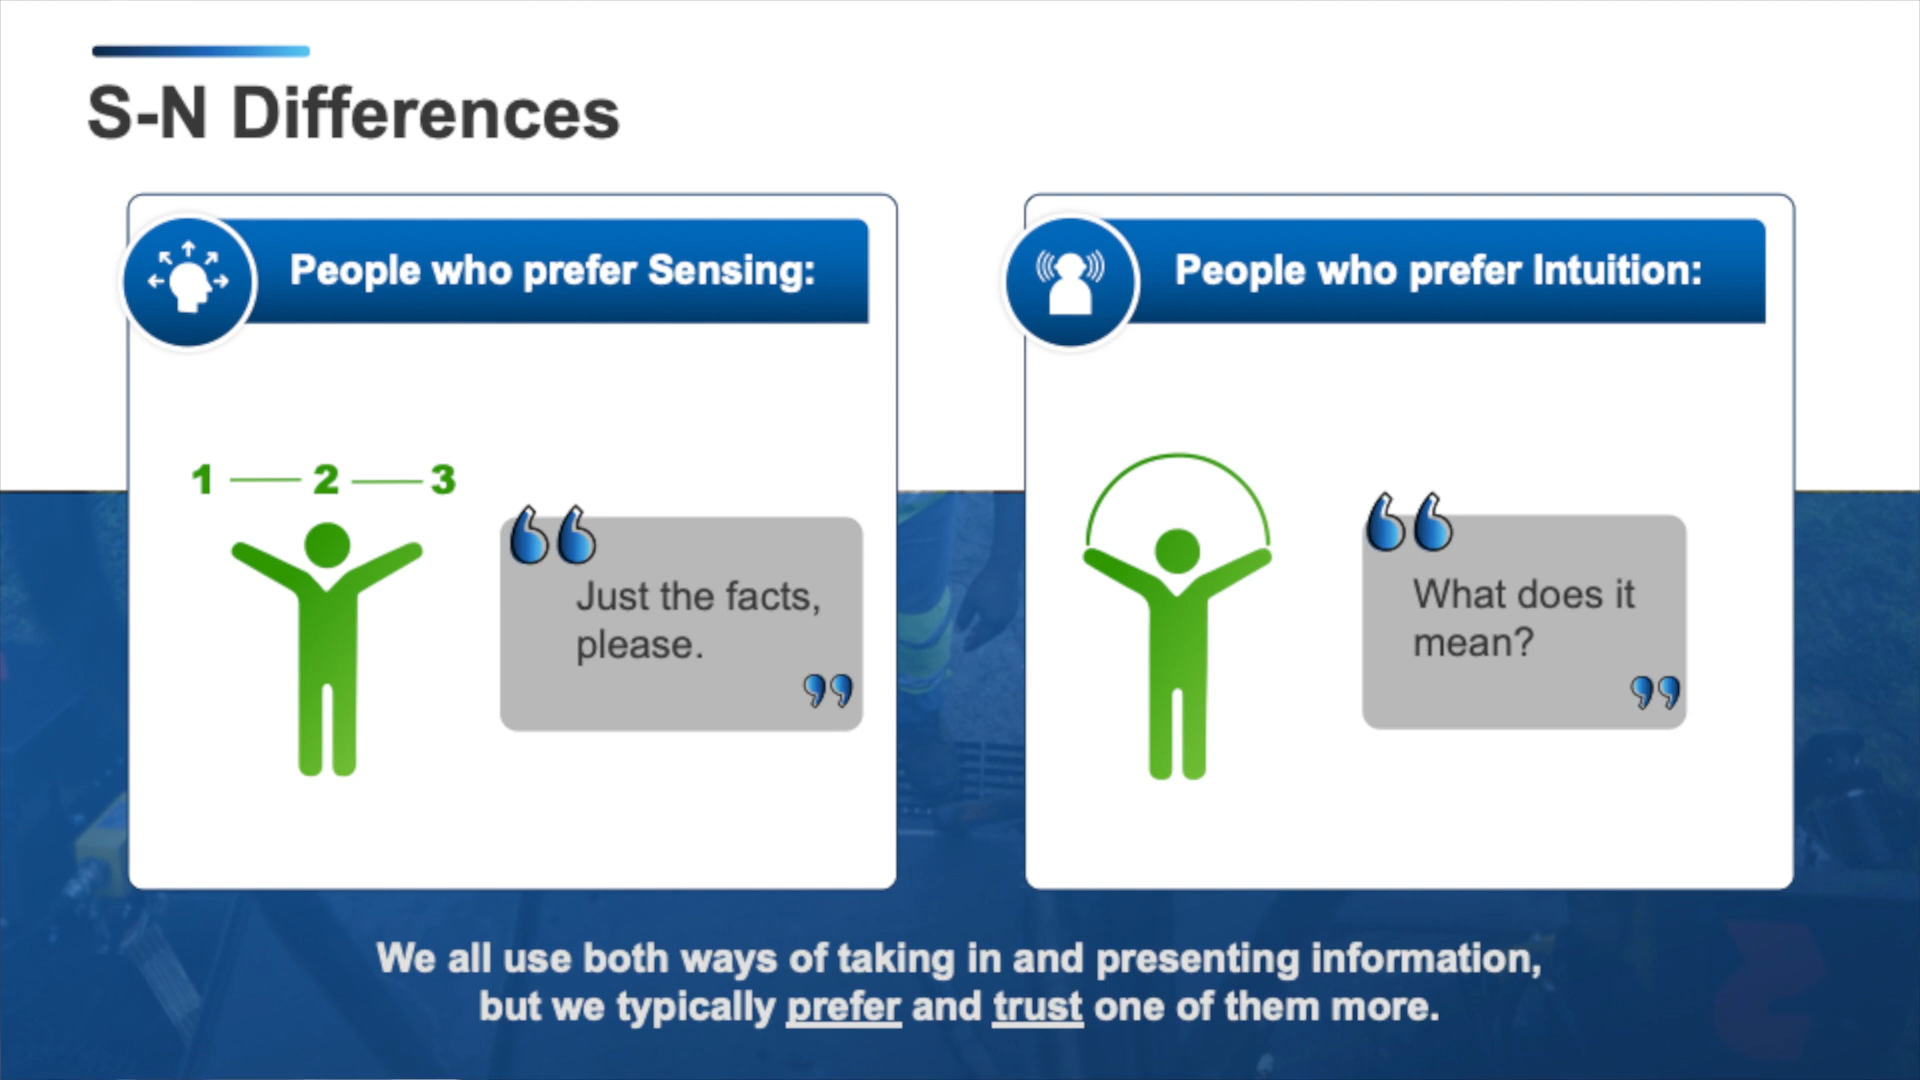 S-N Differences
People who prefer Sensing:
1 2 3
“Just the facts,
please.”
People who prefer Intuition:
“What does it
mean?”
We all use both ways of taking in and presenting information,
but we typically prefer and trust one of them more.